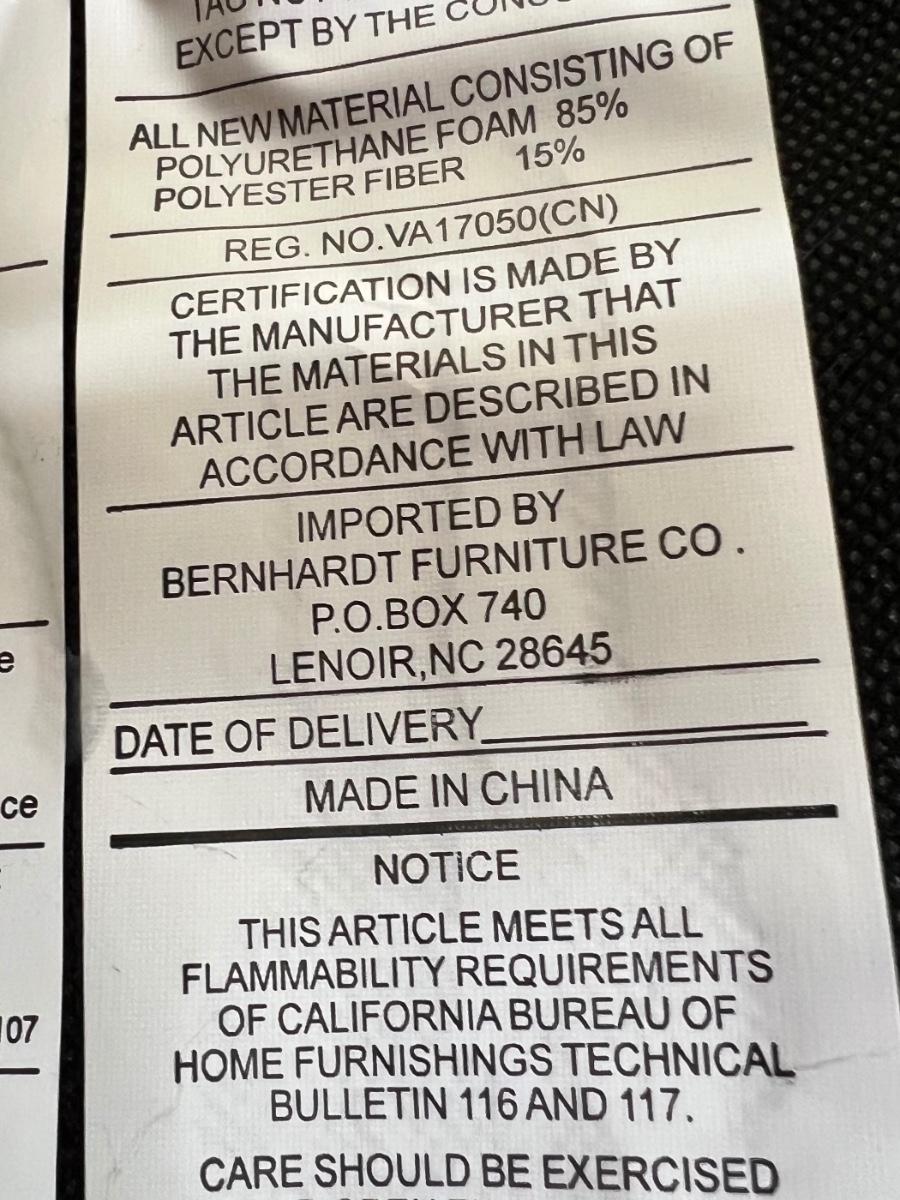 EXCEPT BY THE
ALL NEW MATERIAL CONSISTING OF
POLYURETHANE FOAM 85%
POLYESTER FIBER 15%
REG. NO.VA17050(CN)
CERTIFICATION IS MADE BY
THE MANUFACTURER THAT
THE MATERIALS IN THIS
ARTICLE ARE DESCRIBED IN
ACCORDANCE WITH LAW
IMPORTED BY
BERNHARDT FURNITURE CO .
P.O.BOX 740
LENOIR,NC 28645
DATE OF DELIVERY
MADE IN CHINA
NOTICE
THIS ARTICLE MEETS ALL
FLAMMABILITY REQUIREMENTS
OF CALIFORNIA BUREAU OF
HOME FURNISHINGS TECHNICAL
BULLETIN 116 AND 117.
CARE SHOULD BE EXERCISED